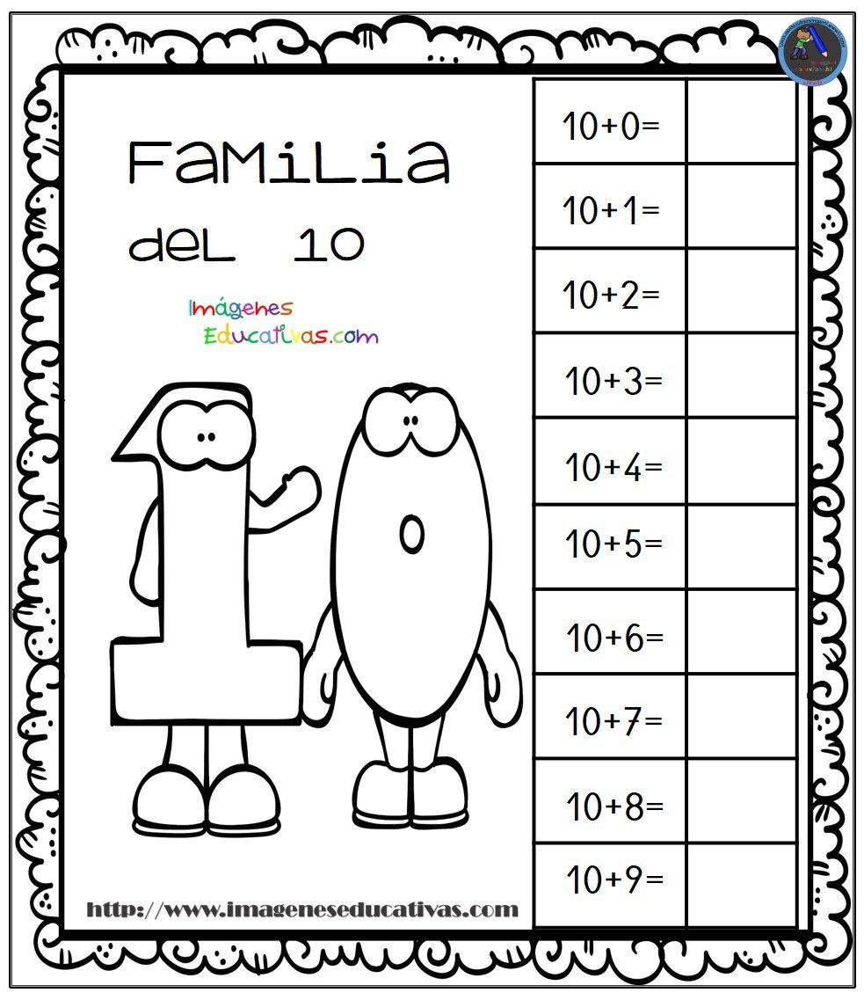 FaMiLia
deL 10
Imágenes
Educativas.com
http://www.imageneseducativas.com
10+0=
10+1=
10+2=
10+3=
10+4=
10+5=
10+6=
10+7=
10+8=
10+9=